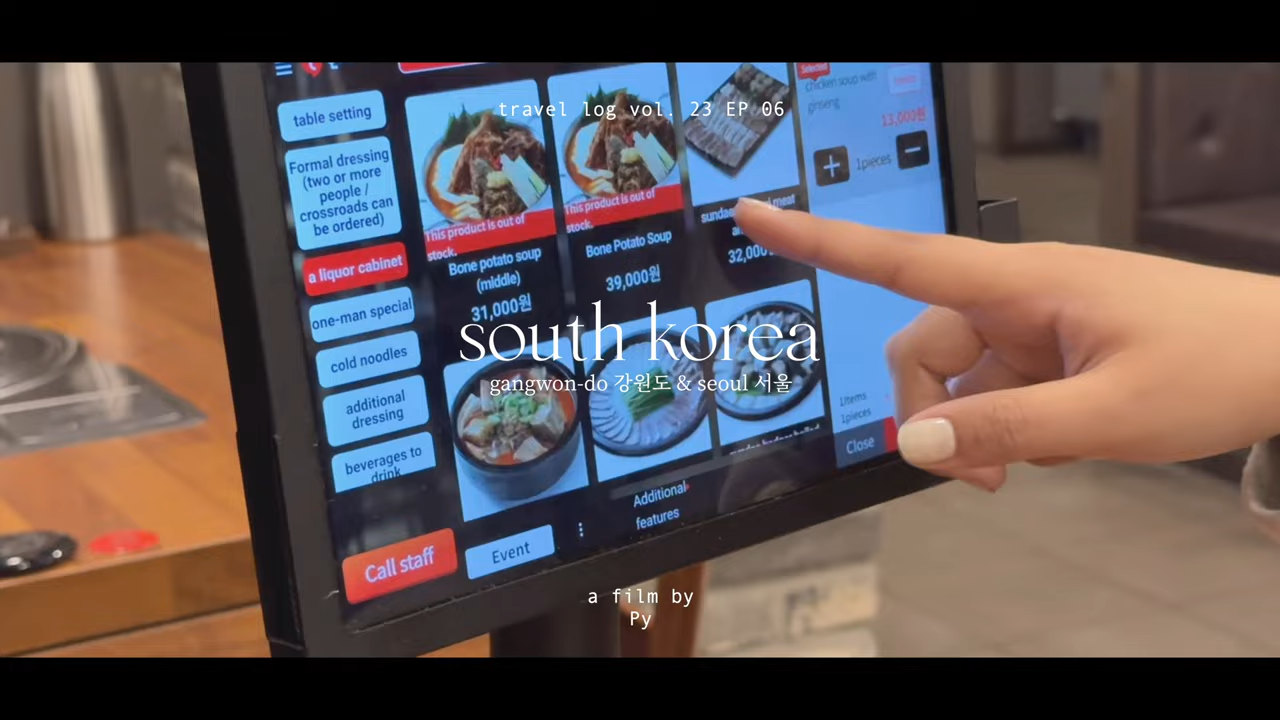 travel log vol. 23 EP 06
table setting
Formal dressing
(two or more
people /
crossroads can
be ordered)
a liquor cabinet
one-man special
cold noodles
additional
dressing
beverages to
drink
Call staff
Event
Additional
features
This product is out of
stock.
Bone potato soup
(middle)
31,000원
This product is out of
stock.
Bone Potato Soup
39,000원
meat
32,000
Selected
chicken soup with
ginseng
13,000원
1pieces
1Items
1pieces
Close
south korea
gangwon-do 강원도 & seoul 서울
a film by
Py